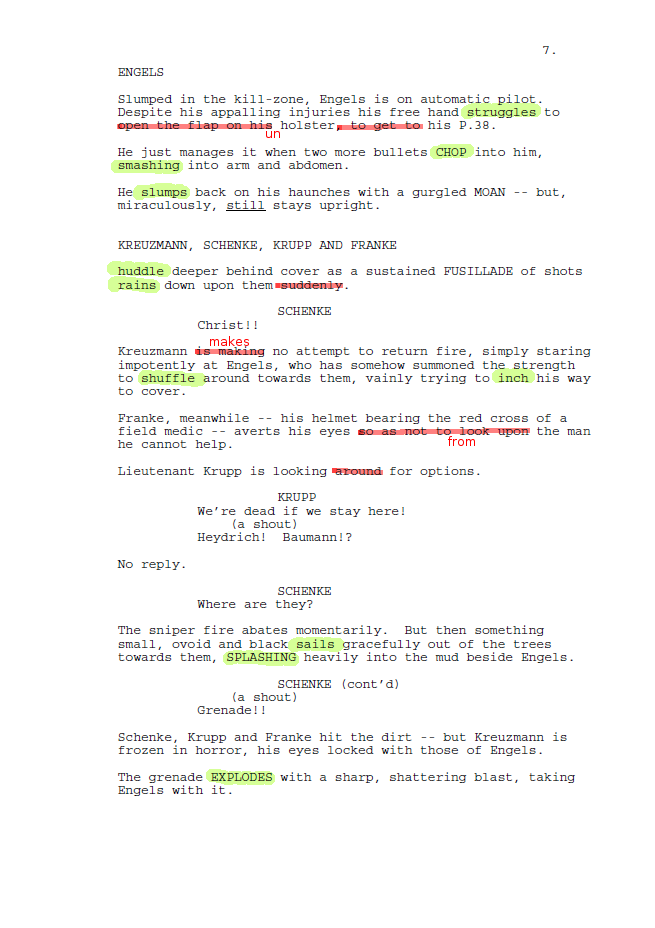 7.
ENGELS
Slumped in the kill-zone, Engels is on automatic pilot.
Despite his appalling injuries his free hand struggles to
open the flap on his holster, to get to his P.38.
un
He just manages it when two more bullets CHOP into him,
smashing into arm and abdomen.
He slumps back on his haunches with a gurgled MOAN -- but,
miraculously, still stays upright.
KREUZMANN, SCHENKE, KRUPP AND FRANKE
huddle deeper behind cover as a sustained FUSILLADE of shots
rains down upon them suddenly.
SCHENKE
Christ!!
makes
Kreuzmann is making no attempt to return fire, simply staring
impotently at Engels, who has somehow summoned the strength
to shuffle around towards them, vainly trying to inch his way
to cover.
Franke, meanwhile -- his helmet bearing the red cross of a
field medic -- averts his eyes so as not to look upon the man
from
he cannot help.
Lieutenant Krupp is looking around for options.
KRUPP
We're dead if we stay here!
(a shout)
Heydrich!  Baumann!?
No reply.
SCHENKE
Where are they?
The sniper fire abates momentarily.  But then something
small, ovoid and black sails gracefully out of the trees
towards them, SPLASHING heavily into the mud beside Engels.
SCHENKE (cont'd)
(a shout)
Grenade!!
Schenke, Krupp and Franke hit the dirt -- but Kreuzmann is
frozen in horror, his eyes locked with those of Engels.
The grenade EXPLODES with a sharp, shattering blast, taking
Engels with it.